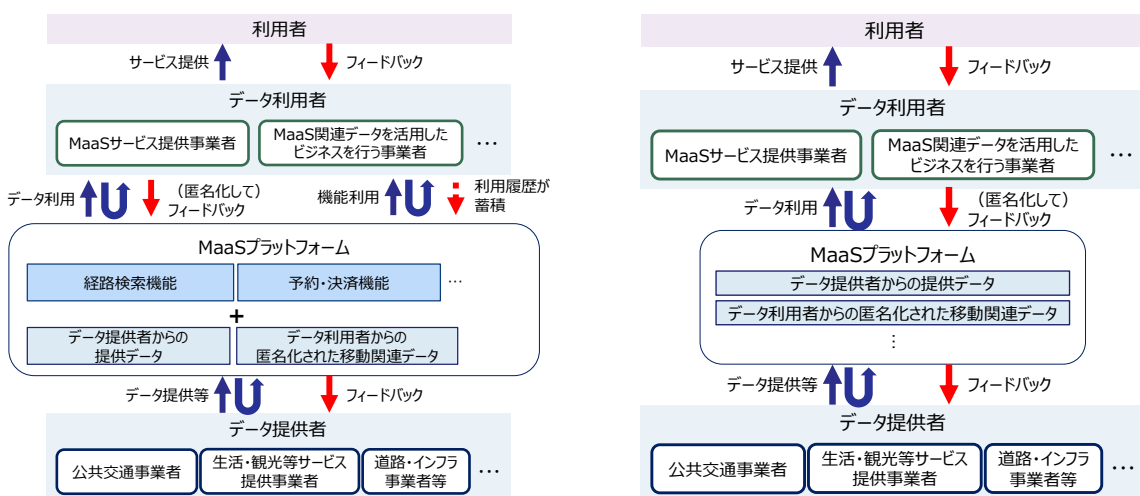 利用者
サービス提供
フィードバック
データ利用者
MaaSサービス提供事業者
MaaS関連データを活用した
ビジネスを行う事業者
…
データ利用
（匿名化して）
フィードバック
機能利用
利用履歴が
蓄積
MaaSプラットフォーム
経路検索機能
予約・決済機能
…
+
データ提供者からの
提供データ
データ利用者からの
匿名化された移動関連データ
データ提供等
フィードバック
データ提供者
公共交通事業者
生活・観光等サービス
提供事業者
道路・インフラ
事業者等
…
利用者
サービス提供
フィードバック
データ利用者
MaaSサービス提供事業者
MaaS関連データを活用した
ビジネスを行う事業者
…
データ利用
（匿名化して）
フィードバック
MaaSプラットフォーム
データ提供者からの提供データ
データ利用者からの匿名化された移動関連データ
⋮
データ提供等
フィードバック
データ提供者
公共交通事業者
生活・観光等サービス
提供事業者
道路・インフラ
事業者等
…